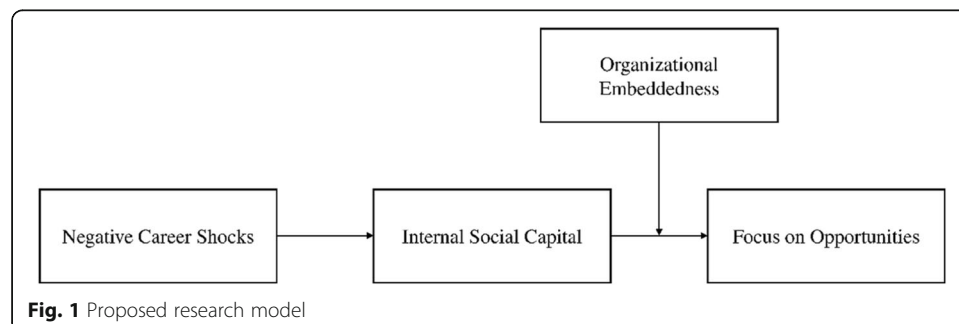 Organizational
Embeddedness
Negative Career Shocks
Internal Social Capital
Focus on Opportunities
Fig. 1 Proposed research model